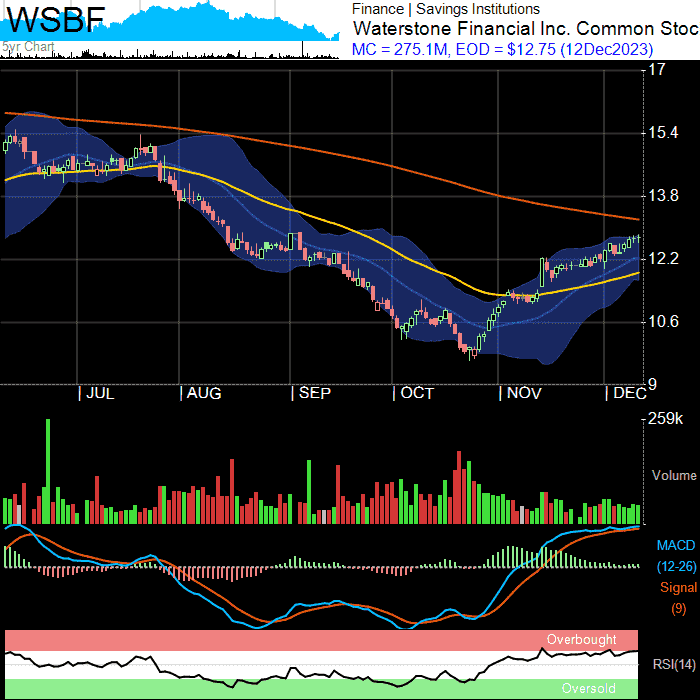 WSBF
5yr Chart
Finance | Savings Institutions
Waterstone Financial Inc. Common Stoc
MC = 275.1M, EOD = $12.75 (12Dec2023)
17
15.4
13.8
12.2
10.6
9
| JUL | AUG | SEP | OCT | NOV | DEC
259k
Volume
MACD
(12-26)
Signal
(9)
Overbought
RSI(14)
Oversold